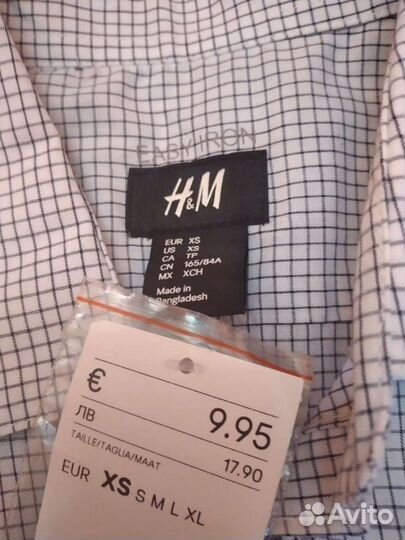 EASY IRON
H&M
EUR XS
US XS
CA TP
CN 165/84A
MX XCH
Made in
Bangladesh
€ 9.95
ЛВ 17.90
TAILLE/TAGLIA/MAAT
EUR XS S M L XL
Avito